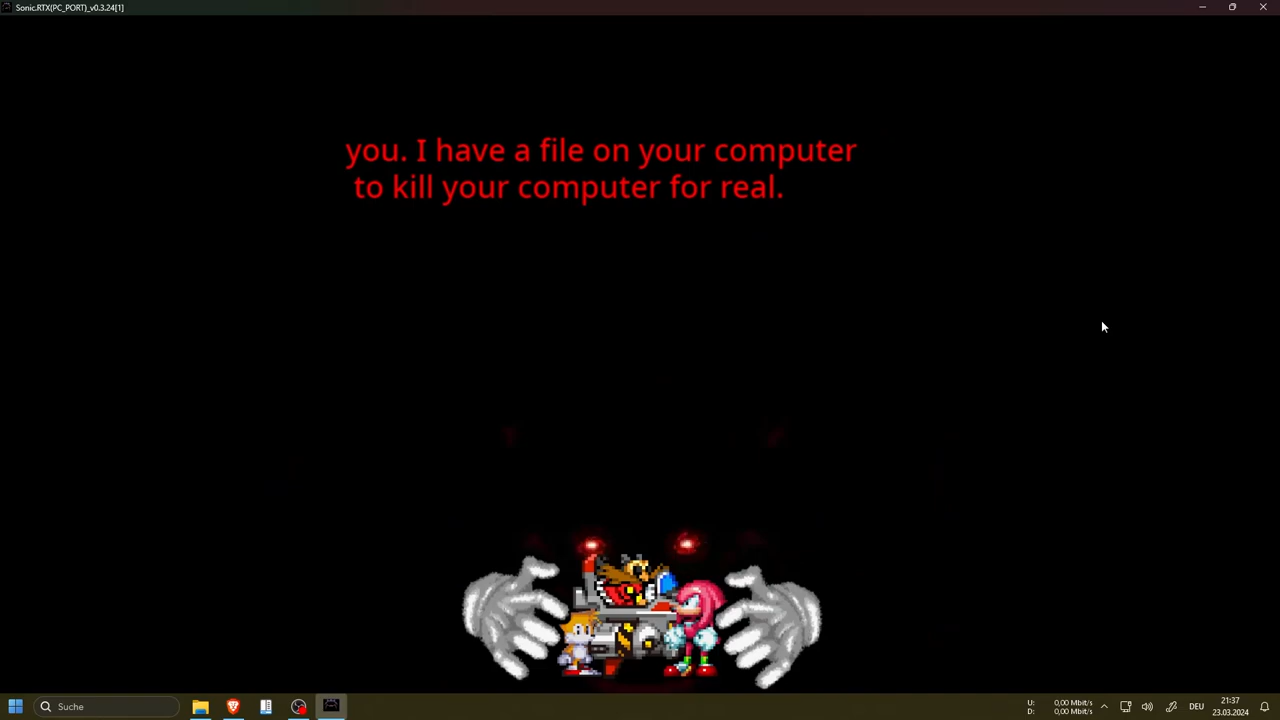 Sonic.RTX(PC_PORT)_v0.3.24[1]
you. I have a file on your computer
to kill your computer for real.
Suche
U: 0,00 Mbit/s
D: 0,00 Mbit/s
DEU
21:37
23.03.2024